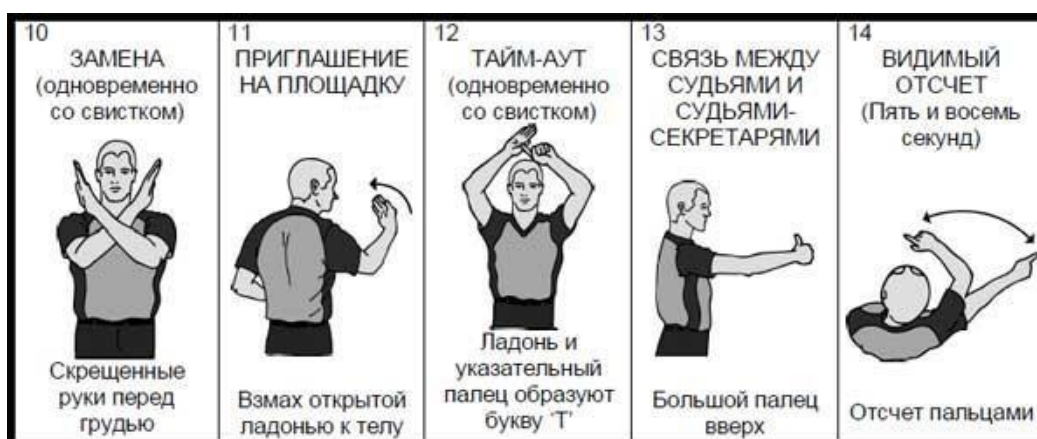 10
ЗАМЕНА
(одновременно
со свистком)
Скрещенные
руки перед
грудью
11
ПРИГЛАШЕНИЕ
НА ПЛОЩАДКУ
Взмах открытой
ладонью к телу
12
ТАЙМ-АУТ
(одновременно
со свистком)
Ладонь и
указательный
палец образуют
букву 'Т'
13
СВЯЗЬ МЕЖДУ
СУДЬЯМИ И
СУДЬЯМИ-
СЕКРЕТАРЯМИ
Большой палец
вверх
14
ВИДИМЫЙ
ОТСЧЕТ
(Пять и восемь
секунд)
Отсчет пальцами